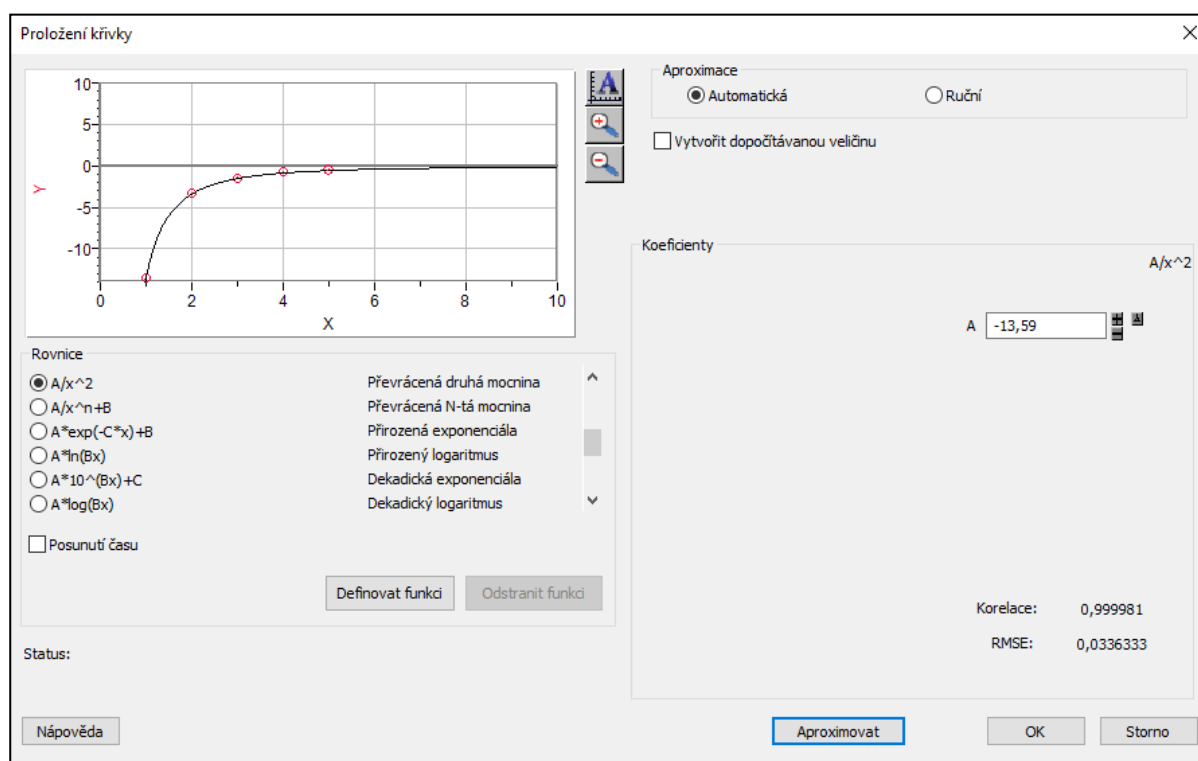 Proložení křivky
10
5
0
-5
-10
Y
0 2 4 6 8 10
X
A
Aproximace
Automatická Ruční
Vytvořit dopočítávanou veličinu
Rovnice
A/x^2 Převrácená druhá mocnina
A/x^n+B Převrácená N-tá mocnina
A*exp(-C*x)+B Přirozená exponenciála
A*ln(Bx) Přirozený logaritmus
A*10^(Bx)+C Dekadická exponenciála
A*log(Bx) Dekadický logaritmus
Posunutí času
Definovat funkci Odstranit funkci
Status:
Koeficienty
A/x^2
A -13,59
Korelace: 0,999981
RMSE: 0,0336333
Nápověda Aproximovat OK Storno